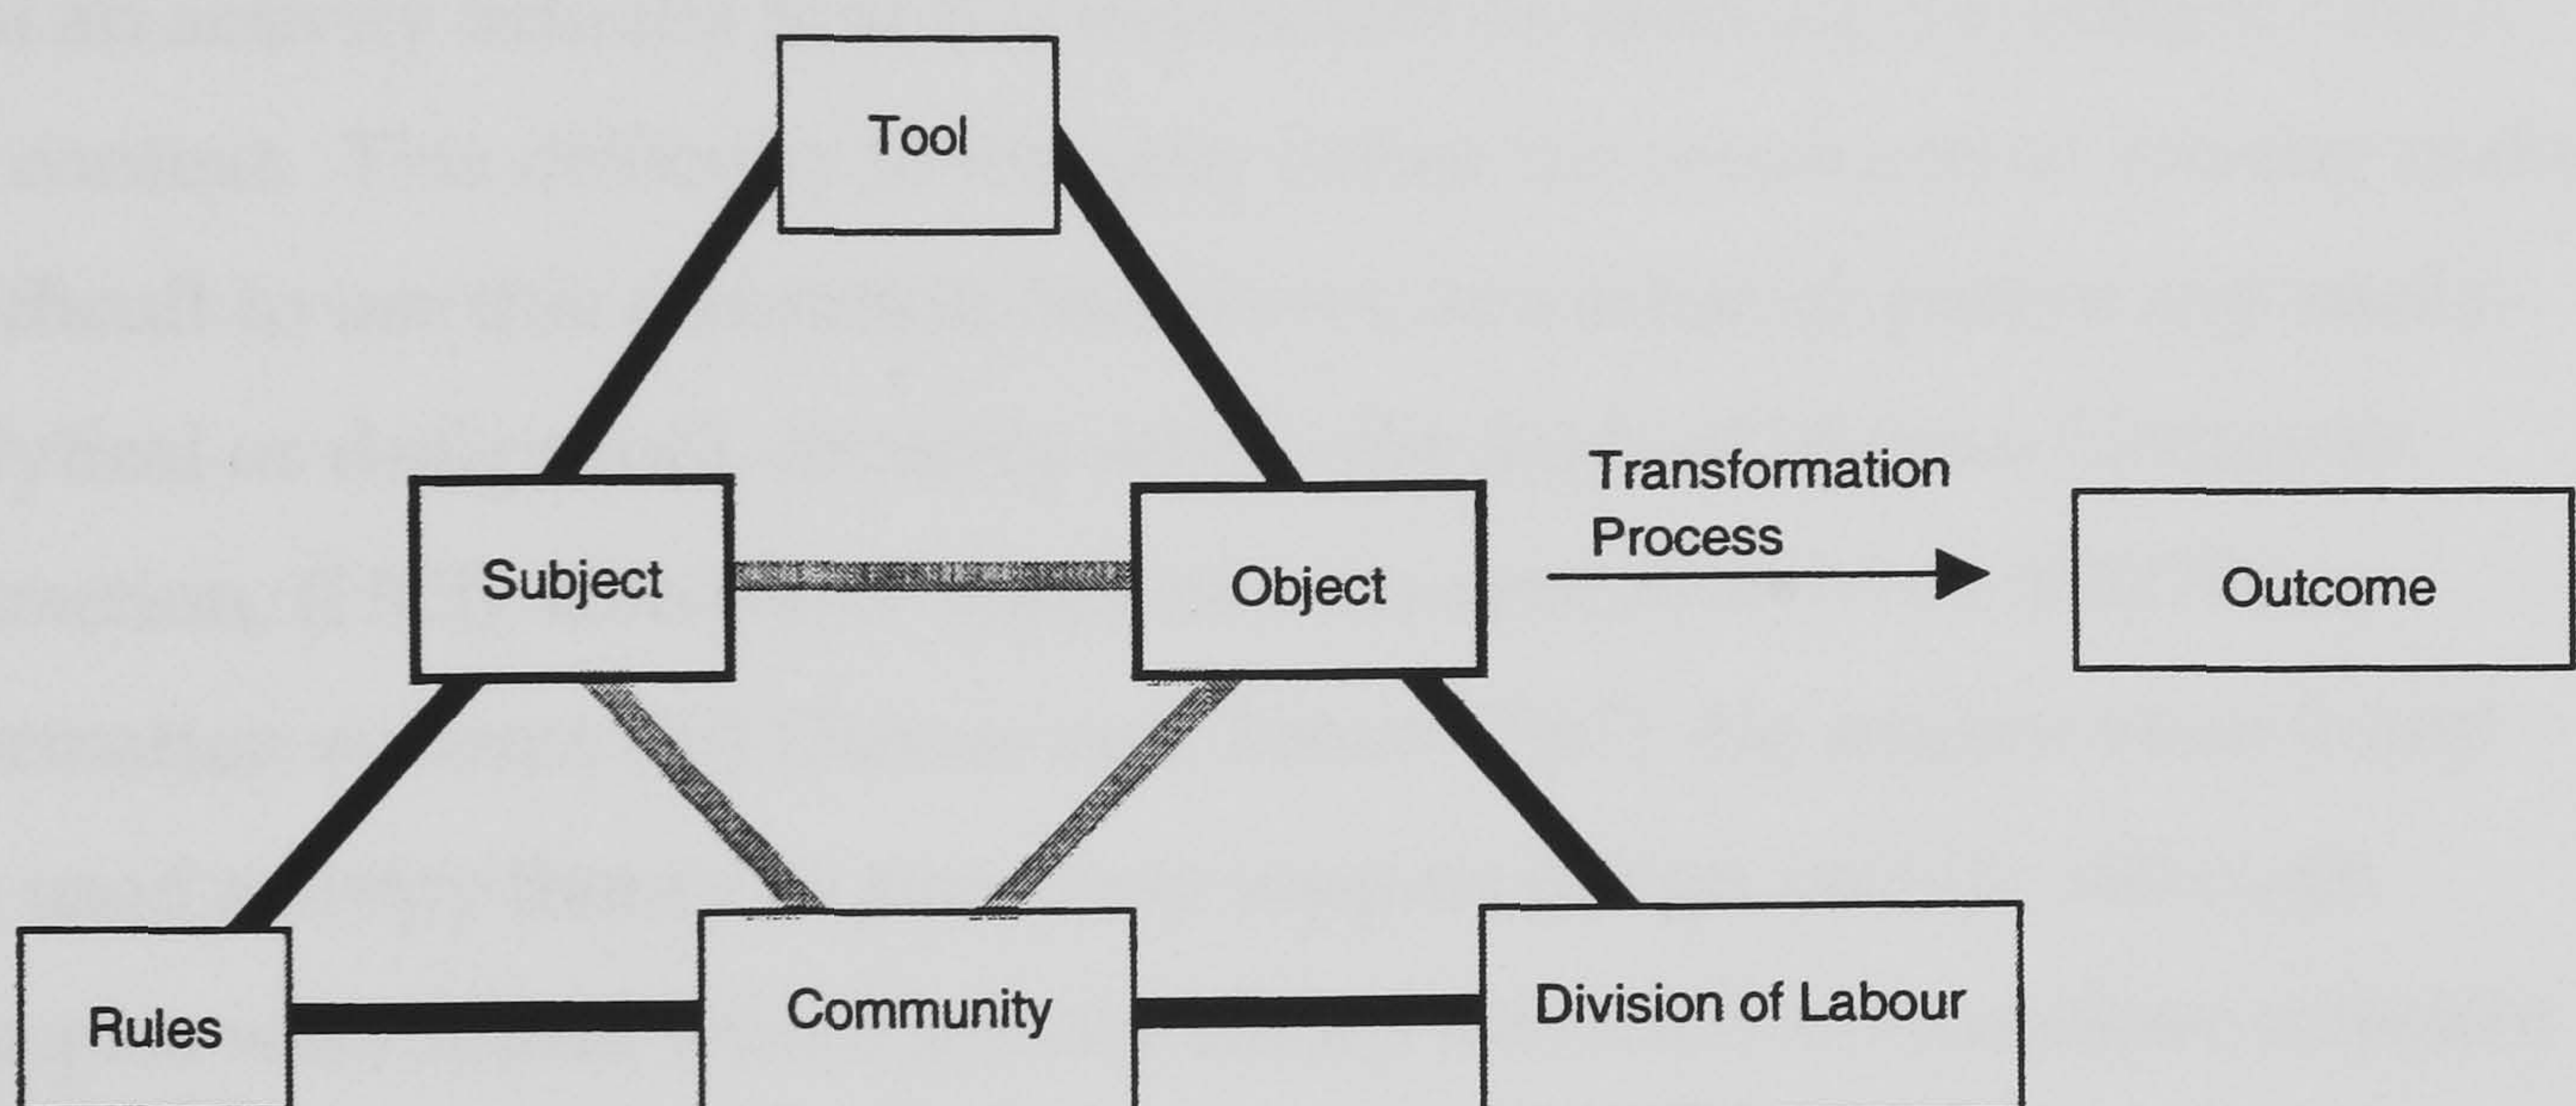 Tool
Transformation
Process
Subject
Object
Outcome
Rules
Community
Division of Labour